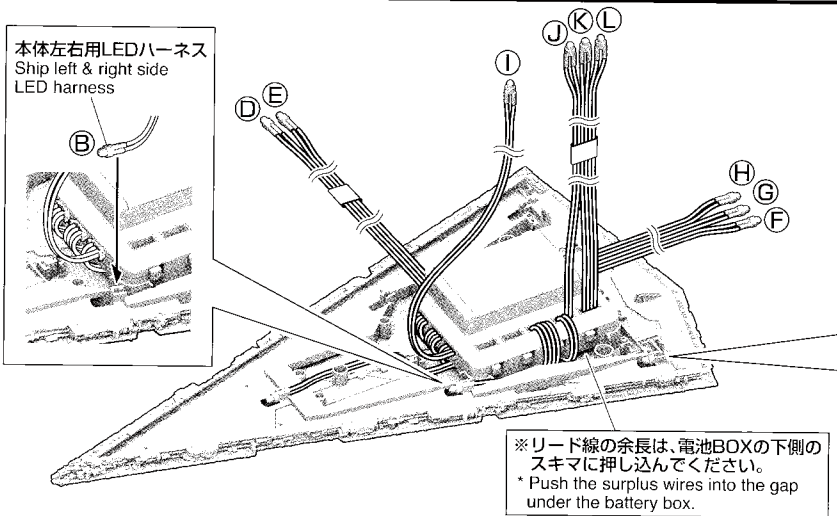 本体左右用LEDハーネス
Ship left & right side
LED harness
B
D
E
I
J
K
L
H
G
F
※リード線の余長は、電池BOXの下側の
スキマに押し込んでください。
* Push the surplus wires into the gap
under the battery box.